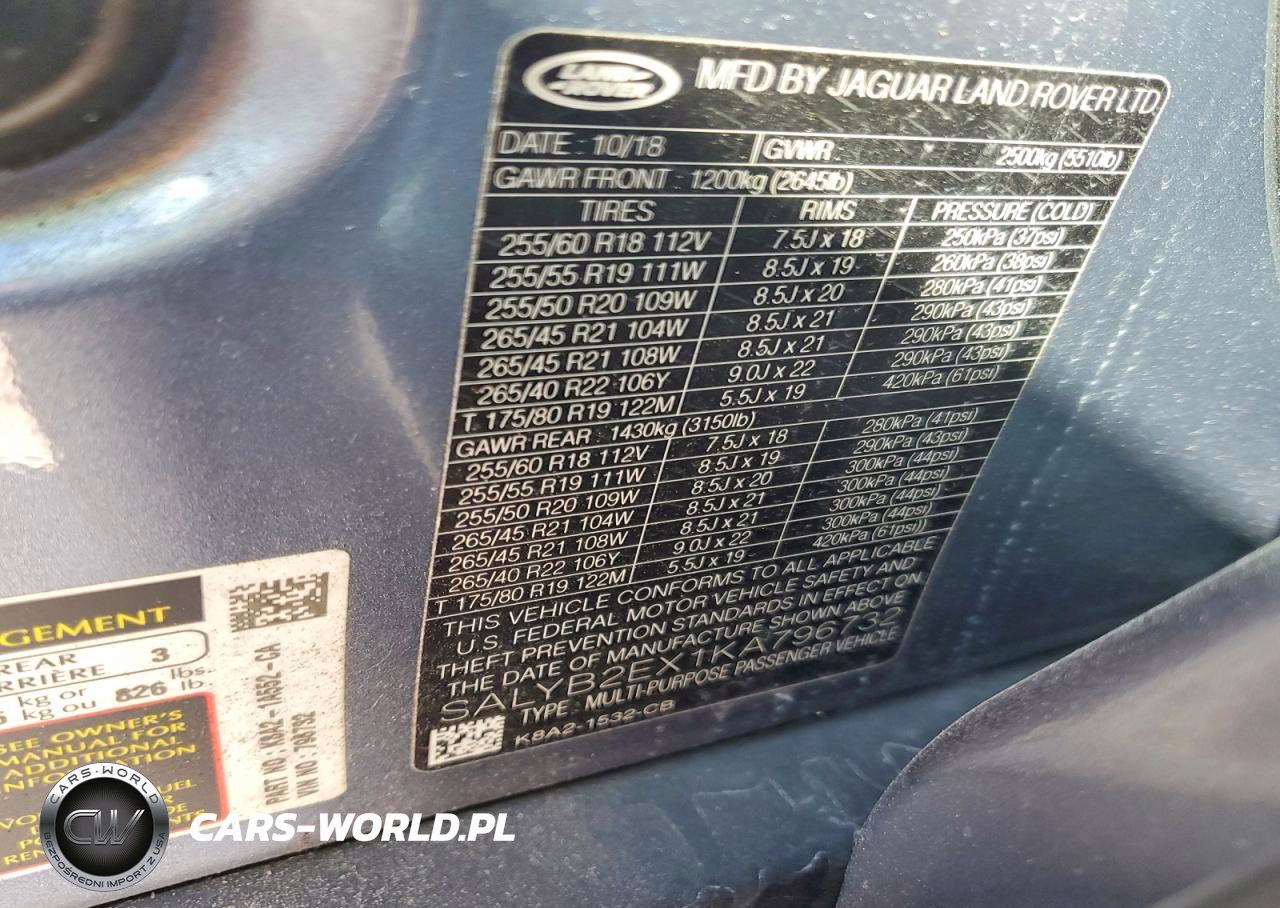 LAND-
-ROVER
MFD BY JAGUAR LAND ROVER LTD.
DATE : 10/18 GVWR 2500kg (5510lb)
GAWR FRONT : 1200kg (2645lb)
TIRES RIMS PRESSURE (COLD)
255/60 R18 112V 7.5J x 18 250kPa (37psi)
255/55 R19 111W 8.5J x 19 260kPa (38psi)
255/50 R20 109W 8.5J x 20 280kPa (41psi)
265/45 R21 104W 8.5J x 21 290kPa (43psi)
265/45 R21 108W 8.5J x 21 290kPa (43psi)
265/40 R22 106Y 9.0J x 22 290kPa (43psi)
T 175/80 R19 122M 5.5J x 19 420kPa (61psi)
GAWR REAR : 1430kg (3150lb)
255/60 R18 112V 7.5J x 18 280kPa (41psi)
255/55 R19 111W 8.5J x 19 290kPa (43psi)
255/50 R20 109W 8.5J x 20 300kPa (44psi)
265/45 R21 104W 8.5J x 21 300kPa (44psi)
265/45 R21 108W 8.5J x 21 300kPa (44psi)
265/40 R22 106Y 9.0J x 22 300kPa (44psi)
T 175/80 R19 122M 5.5J x 19 420kPa (61psi))
THIS VEHICLE CONFORMS TO ALL APPLICABLE
U.S. FEDERAL MOTOR VEHICLE SAFETY AND
THEFT PREVENTION STANDARDS IN EFFECT ON
THE DATE OF MANUFACTURE SHOWN ABOVE
SALYB2EX1KA796732
TYPE : MULTI-PURPOSE PASSENGER VEHICLE
K8A2-1532-CB
GEMENT
REAR 3
RRIÈRE
kg or 826 lbs.
kg ou lb.
SEE OWNER'S
MANUAL FOR
ADDITIONAL
INFORMATION
PART NO : K8A2-1A552-CA
VIN NO : 796732
CARS-WORLD
CW
BEZPOŚREDNI IMPORT Z USA
CARS-WORLD.PL